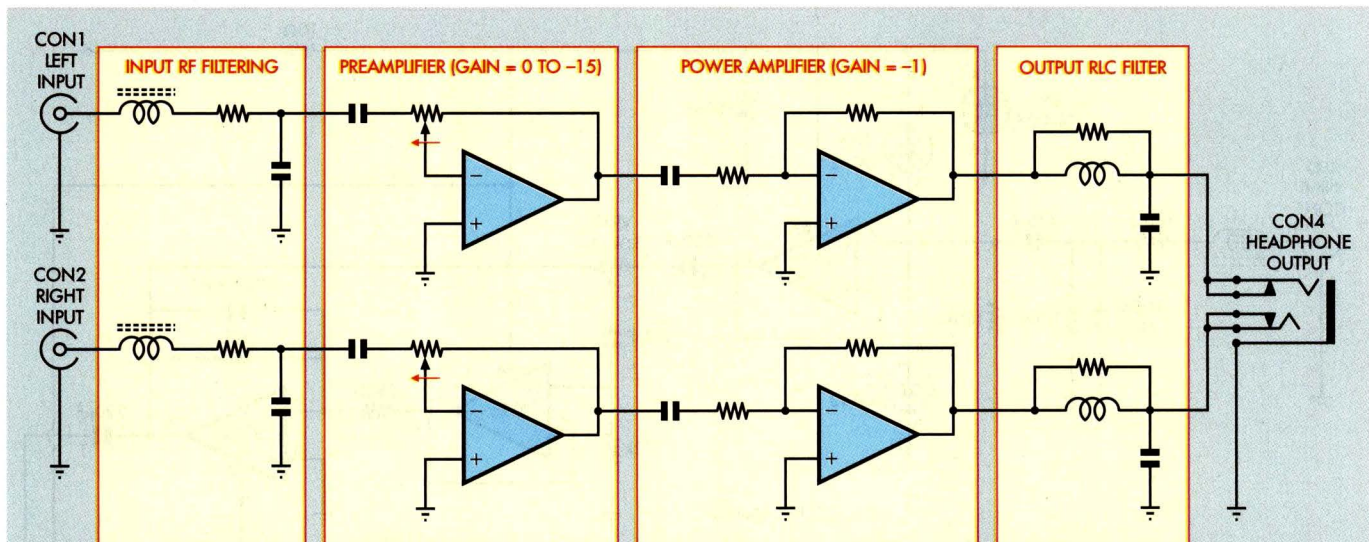 CON1
LEFT
INPUT
INPUT RF FILTERING
PREAMPLIFIER (GAIN = 0 TO –15)
POWER AMPLIFIER (GAIN = –1)
OUTPUT RLC FILTER
–
+
–
+
CON4
HEADPHONE
OUTPUT
CON2
RIGHT
INPUT
–
+
–
+